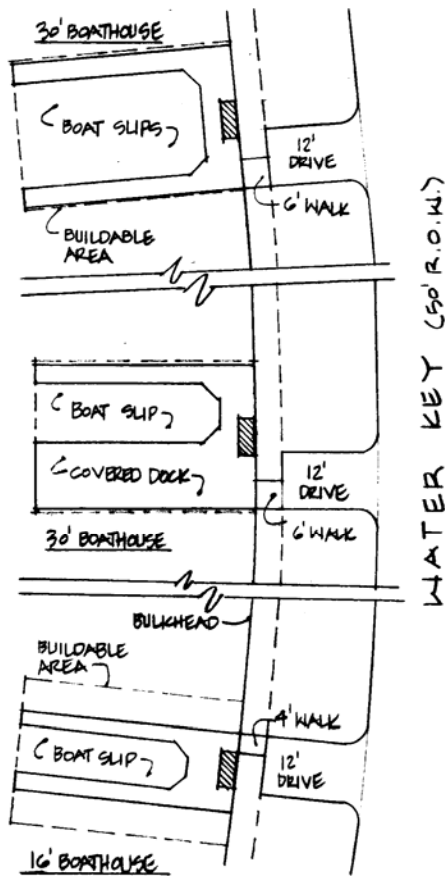 30' BOATHOUSE
BOAT SLIPS
12'
DRIVE
6' WALK
BUILDABLE
AREA
WATER KEY (50' R.O.W.)
BOAT SLIP
COVERED DOCK
12'
DRIVE
30' BOATHOUSE
6' WALK
BULKHEAD
BUILDABLE
AREA
4' WALK
BOAT SLIP
12'
DRIVE
16' BOATHOUSE